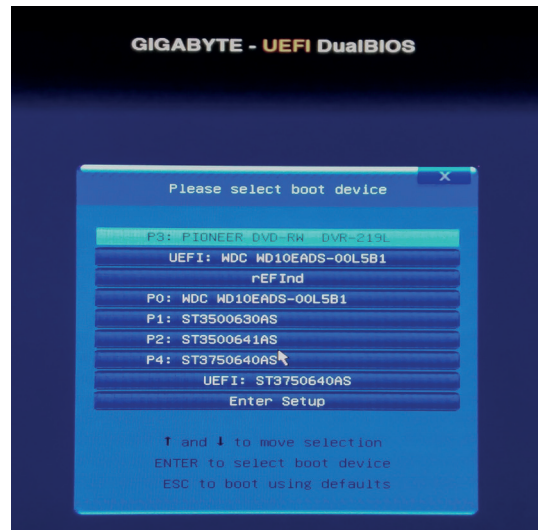 GIGABYTE - UEFI DualBIOS
X
Please select boot device
P3: PIONEER DVD-RW DVR-219L
UEFI: WDC WD10EADS-00L5B1
rEFInd
P0: WDC WD10EADS-00L5B1
P1: ST3500630AS
P2: ST3500641AS
P4: ST3750640AS
UEFI: ST3750640AS
Enter Setup
↑ and ↓ to move selection
ENTER to select boot device
ESC to boot using defaults